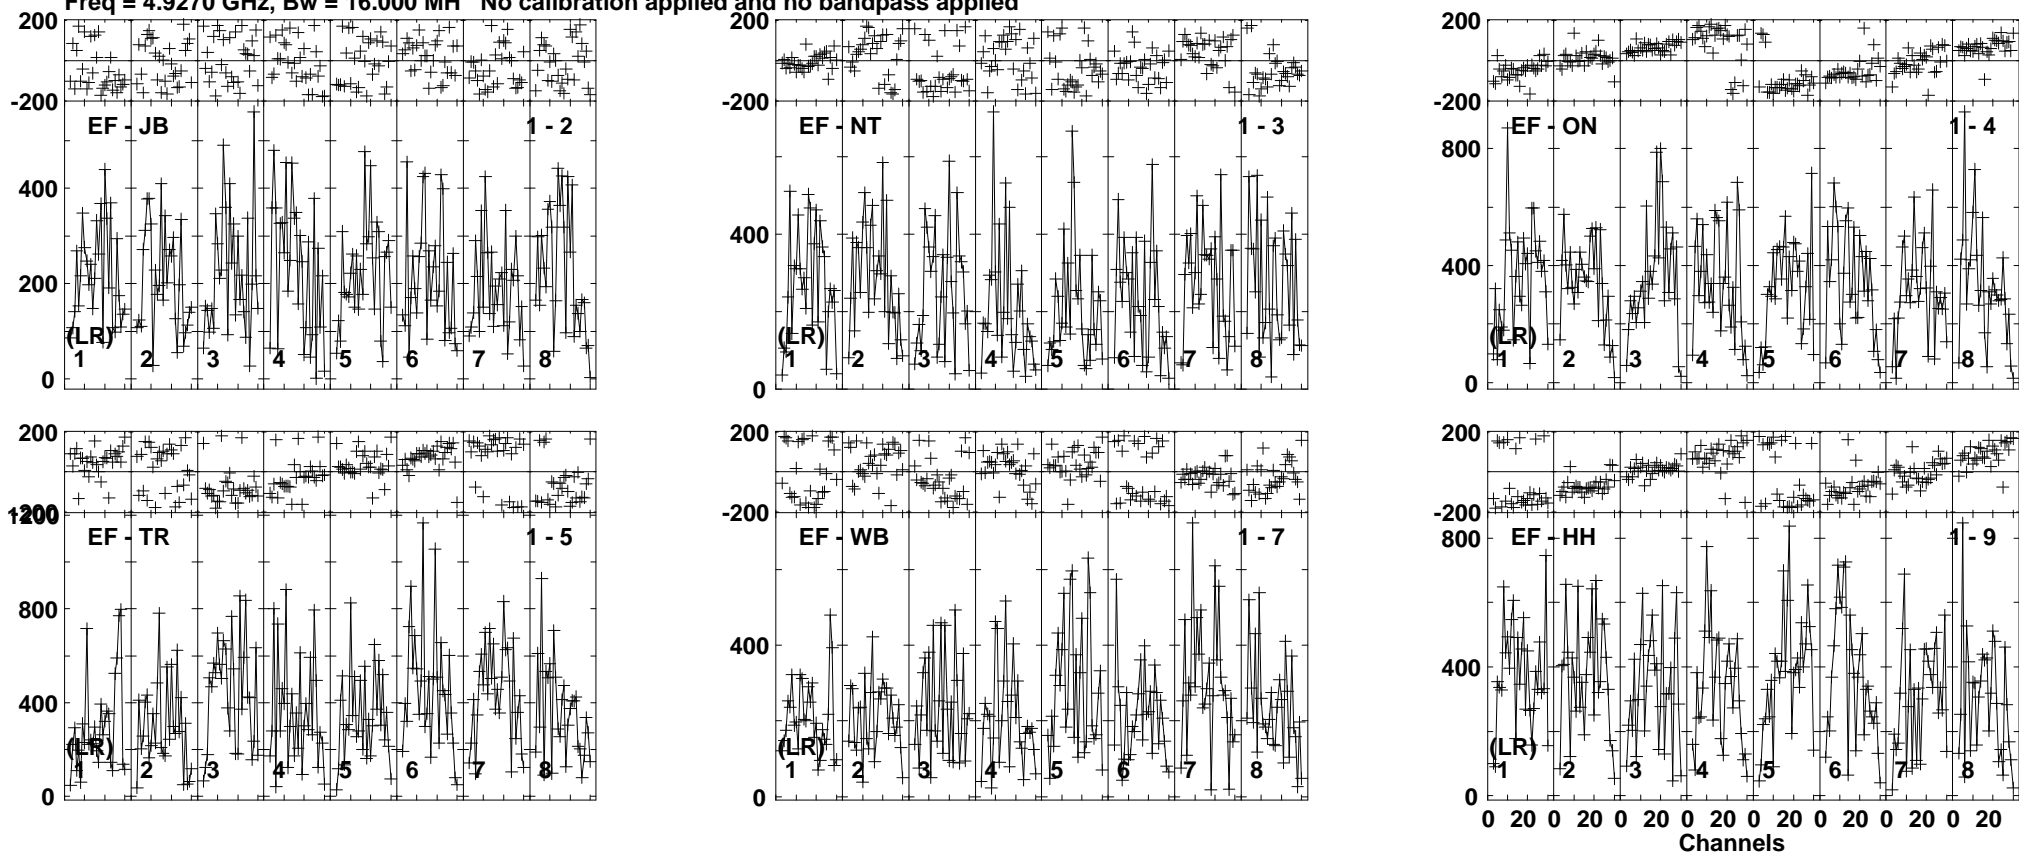 Freq = 4.9270 GHz, Bw = 16.000 MH No calibration applied and no bandpass applied
200 200 200
-200 -200 -200
EF - JB 1 - 2 EF - NT 1 - 3 EF - ON 1 - 4
800
400 400 400
200
(LR) (LR) (LR)
1 2 3 4 5 6 7 8 1 2 3 4 5 6 7 8 1 2 3 4 5 6 7 8
0 0 0
200 200 200
-200 -200 -200
1200
EF - TR 1 - 5 EF - WB 1 - 7 EF - HH 1 - 9
800 800
400 400 400
(LR) (LR) (LR)
1 2 3 4 5 6 7 8 1 2 3 4 5 6 7 8 1 2 3 4 5 6 7 8
0 0 0
0 20 0 20 0 20 0 20 0 20 0 20 0 20 0 20
Channels